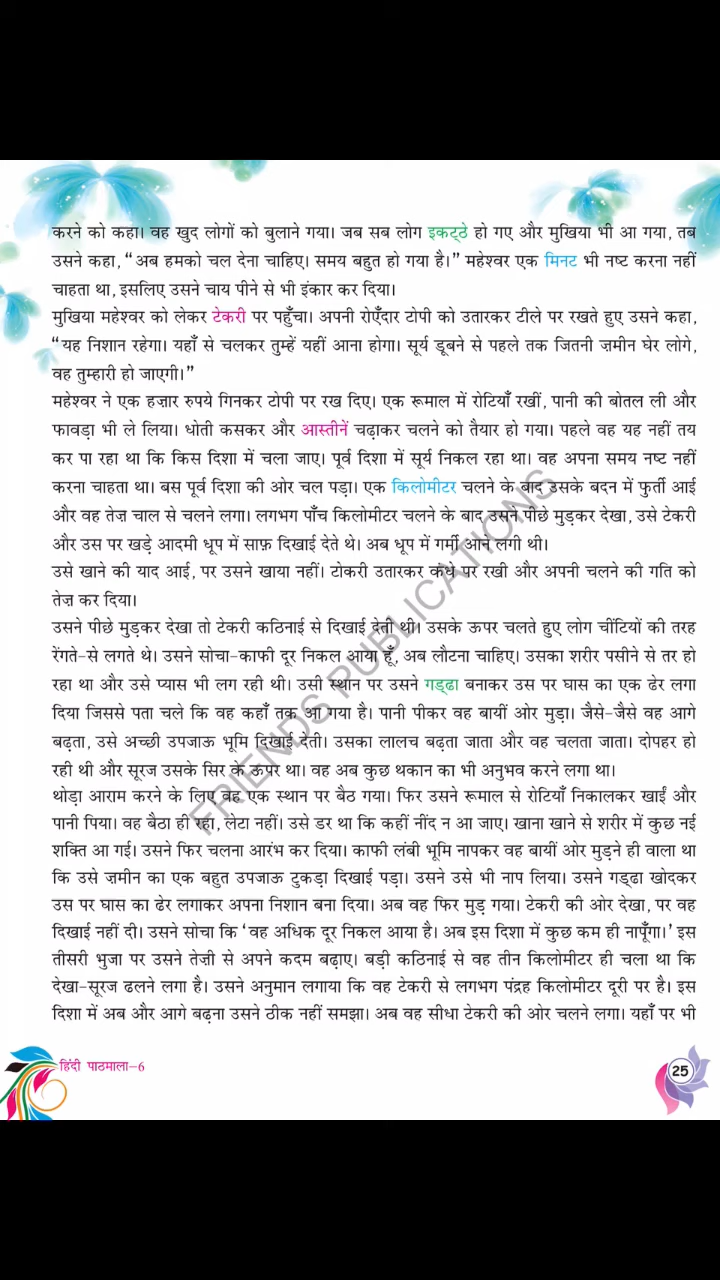 करने को कहा। वह खुद लोगों को बुलाने गया। जब सब लोग इकट्ठे हो गए और मुखिया भी आ गया, तब
उसने कहा, “अब हमको चल देना चाहिए। समय बहुत हो गया है।” महेश्वर एक मिनट भी नष्ट करना नहीं
चाहता था, इसलिए उसने चाय पीने से भी इंकार कर दिया।
मुखिया महेश्वर को लेकर टेकरी पर पहुँचा। अपनी रोएँदार टोपी को उतारकर टीले पर रखते हुए उसने कहा,
“यह निशान रहेगा। यहाँ से चलकर तुम्हें यहीं आना होगा। सूर्य डूबने से पहले तक जितनी ज़मीन घेर लोगे,
वह तुम्हारी हो जाएगी।”
महेश्वर ने एक हज़ार रुपये गिनकर टोपी पर रख दिए। एक रूमाल में रोटियाँ रखीं, पानी की बोतल ली और
फावड़ा भी ले लिया। धोती कसकर और आस्तीनें चढ़ाकर चलने को तैयार हो गया। पहले वह यह नहीं तय
कर पा रहा था कि किस दिशा में चला जाए। पूर्व दिशा में सूर्य निकल रहा था। वह अपना समय नष्ट नहीं
करना चाहता था। बस पूर्व दिशा की ओर चल पड़ा। एक किलोमीटर चलने के बाद उसके बदन में फुर्ती आई
और वह तेज़ चाल से चलने लगा। लगभग पाँच किलोमीटर चलने के बाद उसने पीछे मुड़कर देखा, उसे टेकरी
और उस पर खड़े आदमी धूप में साफ़ दिखाई देते थे। अब धूप में गर्मी आने लगी थी।
उसे खाने की याद आई, पर उसने खाया नहीं। टोकरी उतारकर कंधे पर रखी और अपनी चलने की गति को
तेज़ कर दिया।
उसने पीछे मुड़कर देखा तो टेकरी कठिनाई से दिखाई देती थी। उसके ऊपर चलते हुए लोग चींटियों की तरह
रेंगते-से लगते थे। उसने सोचा-काफी दूर निकल आया हूँ, अब लौटना चाहिए। उसका शरीर पसीने से तर हो
रहा था और उसे प्यास भी लग रही थी। उसी स्थान पर उसने गड्ढा बनाकर उस पर घास का एक ढेर लगा
दिया जिससे पता चले कि वह कहाँ तक आ गया है। पानी पीकर वह बायीं ओर मुड़ा। जैसे-जैसे वह आगे
बढ़ता, उसे अच्छी उपजाऊ भूमि दिखाई देती। उसका लालच बढ़ता जाता और वह चलता जाता। दोपहर हो
रही थी और सूरज उसके सिर के ऊपर था। वह अब कुछ थकान का भी अनुभव करने लगा था।
थोड़ा आराम करने के लिए वह एक स्थान पर बैठ गया। फिर उसने रूमाल से रोटियाँ निकालकर खाईं और
पानी पिया। वह बैठा ही रहा, लेटा नहीं। उसे डर था कि कहीं नींद न आ जाए। खाना खाने से शरीर में कुछ नई
शक्ति आ गई। उसने फिर चलना आरंभ कर दिया। काफी लंबी भूमि नापकर वह बायीं ओर मुड़ने ही वाला था
कि उसे ज़मीन का एक बहुत उपजाऊ टुकड़ा दिखाई पड़ा। उसने उसे भी नाप लिया। उसने गड्ढा खोदकर
उस पर घास का ढेर लगाकर अपना निशान बना दिया। अब वह फिर मुड़ गया। टेकरी की ओर देखा, पर वह
दिखाई नहीं दी। उसने सोचा कि ‘वह अधिक दूर निकल आया है। अब इस दिशा में कुछ कम ही नापूँगा।’ इस
तीसरी भुजा पर उसने तेज़ी से अपने कदम बढ़ाए। बड़ी कठिनाई से वह तीन किलोमीटर ही चला था कि
देखा-सूरज ढलने लगा है। उसने अनुमान लगाया कि वह टेकरी से लगभग पंद्रह किलोमीटर दूरी पर है। इस
दिशा में अब और आगे बढ़ना उसने ठीक नहीं समझा। अब वह सीधा टेकरी की ओर चलने लगा। यहाँ पर भी
FRIENDS PUBLICATIONS
हिंदी पाठमाला-6
25